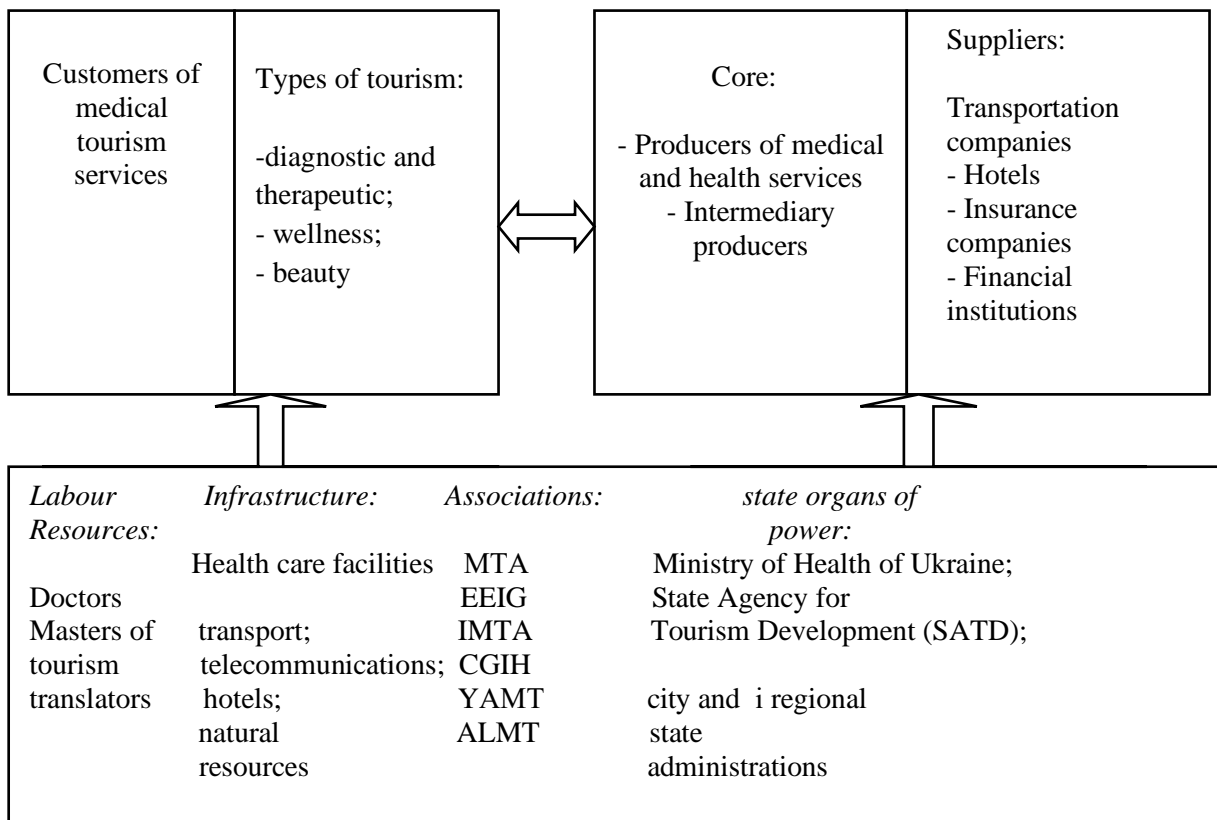 Customers of
medical
tourism
services
Types of tourism:
-diagnostic and
therapeutic;
- wellness;
- beauty
Core:
- Producers of medical
and health services
- Intermediary
producers
Suppliers:
Transportation
companies
- Hotels
- Insurance
companies
- Financial
institutions
Labour
Resources:
Doctors
Masters of
tourism
translators
Infrastructure:
Health care facilities
transport;
telecommunications;
hotels;
natural
resources
Associations:
MTA
EEIG
IMTA
CGIH
YAMT
ALMT
state organs of
power:
Ministry of Health of Ukraine;
State Agency for
Tourism Development (SATD);
city and i regional
state
administrations